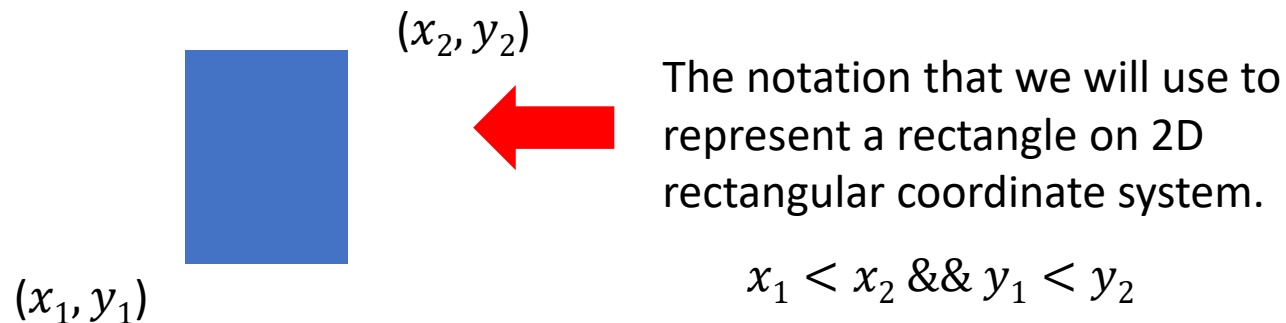 (x₂, y₂)
The notation that we will use to
represent a rectangle on 2D
rectangular coordinate system.
x₁ < x₂ && y₁ < y₂
(x₁, y₁)